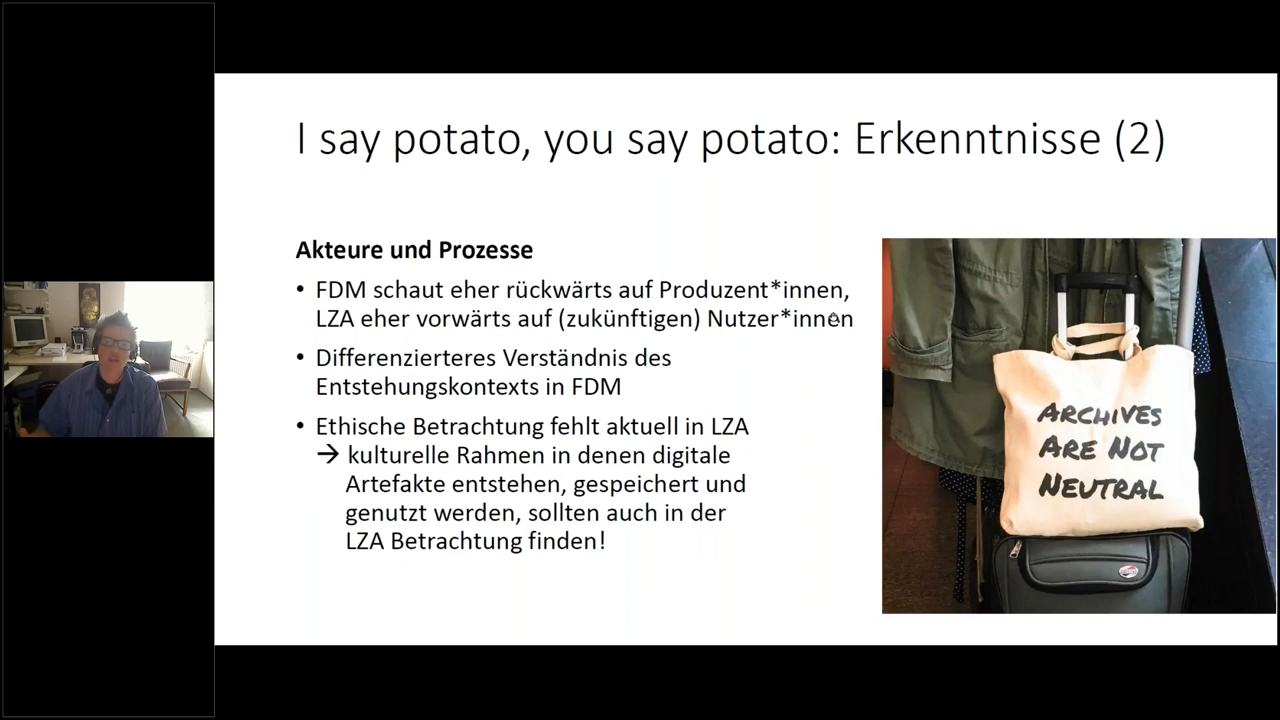 I say potato, you say potato: Erkenntnisse (2)
Akteure und Prozesse
• FDM schaut eher rückwärts auf Produzent*innen,
LZA eher vorwärts auf (zukünftigen) Nutzer*innen
• Differenzierteres Verständnis des
Entstehungskontexts in FDM
• Ethische Betrachtung fehlt aktuell in LZA
→ kulturelle Rahmen in denen digitale
Artefakte entstehen, gespeichert und
genutzt werden, sollten auch in der
LZA Betrachtung finden!
ARCHIVES
ARE NOT
NEUTRAL